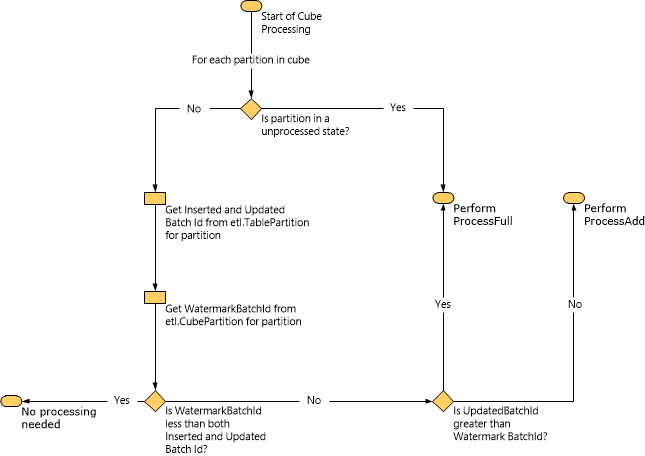 Start of Cube
Processing
For each partition in cube
No
Yes
Is partition in a
unprocessed state?
Get Inserted and Updated
Batch Id from etl.TablePartition
for partition
Perform
ProcessFull
Perform
ProcessAdd
Get WatermarkBatchId from
etl.CubePartition for partition
Yes
No
Yes
No
No processing
needed
Is WatermarkBatchId
less than both
Inserted and Updated
Batch Id?
Is UpdatedBatchId
greater than
Watermark BatchId?